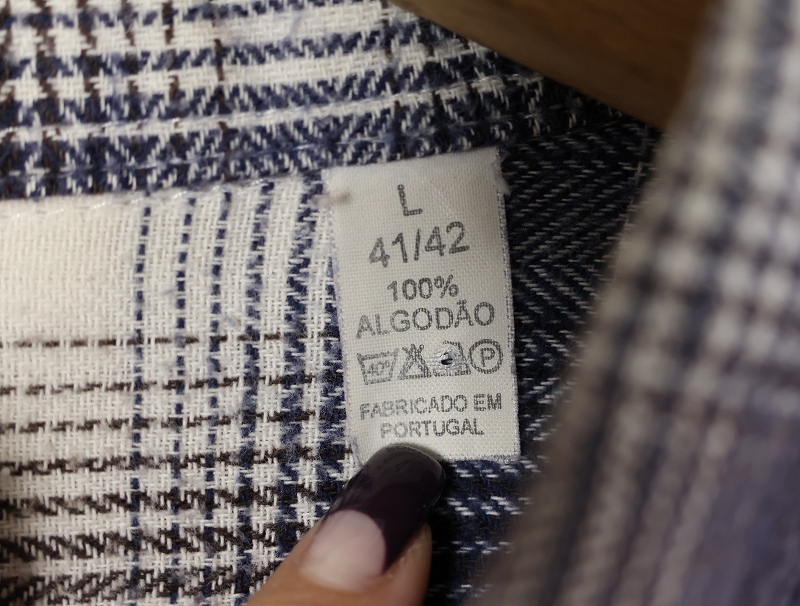 L
41/42
100%
ALGODÃO
40° P
FABRICADO EM
PORTUGAL